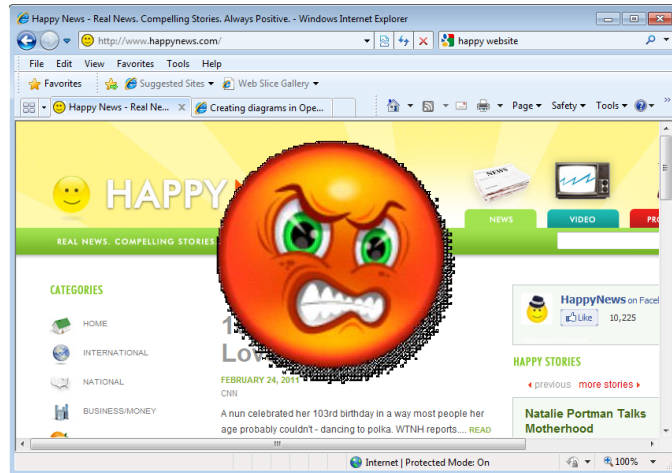 Happy News - Real News. Compelling Stories. Always Positive. - Windows Internet Explorer
http://www.happynews.com/
happy website
File Edit View Favorites Tools Help
Favorites Suggested Sites Web Slice Gallery
Happy News - Real Ne... X Creating diagrams in Ope... Page Safety Tools »
HAPPY
NEWS
NEWS VIDEO PRO
REAL NEWS. COMPELLING STORIES.
CATEGORIES
HOME
INTERNATIONAL
NATIONAL
BUSINESS/MONEY
1
Lov
FEBRUARY 24, 2011
CNN
A nun celebrated her 103rd birthday in a way most people her
age probably couldn't - dancing to polka. WTNH reports.... READ
HappyNews on Facel
Like 10,225
HAPPY STORIES
previous more stories
Natalie Portman Talks
Motherhood
Internet | Protected Mode: On 100%